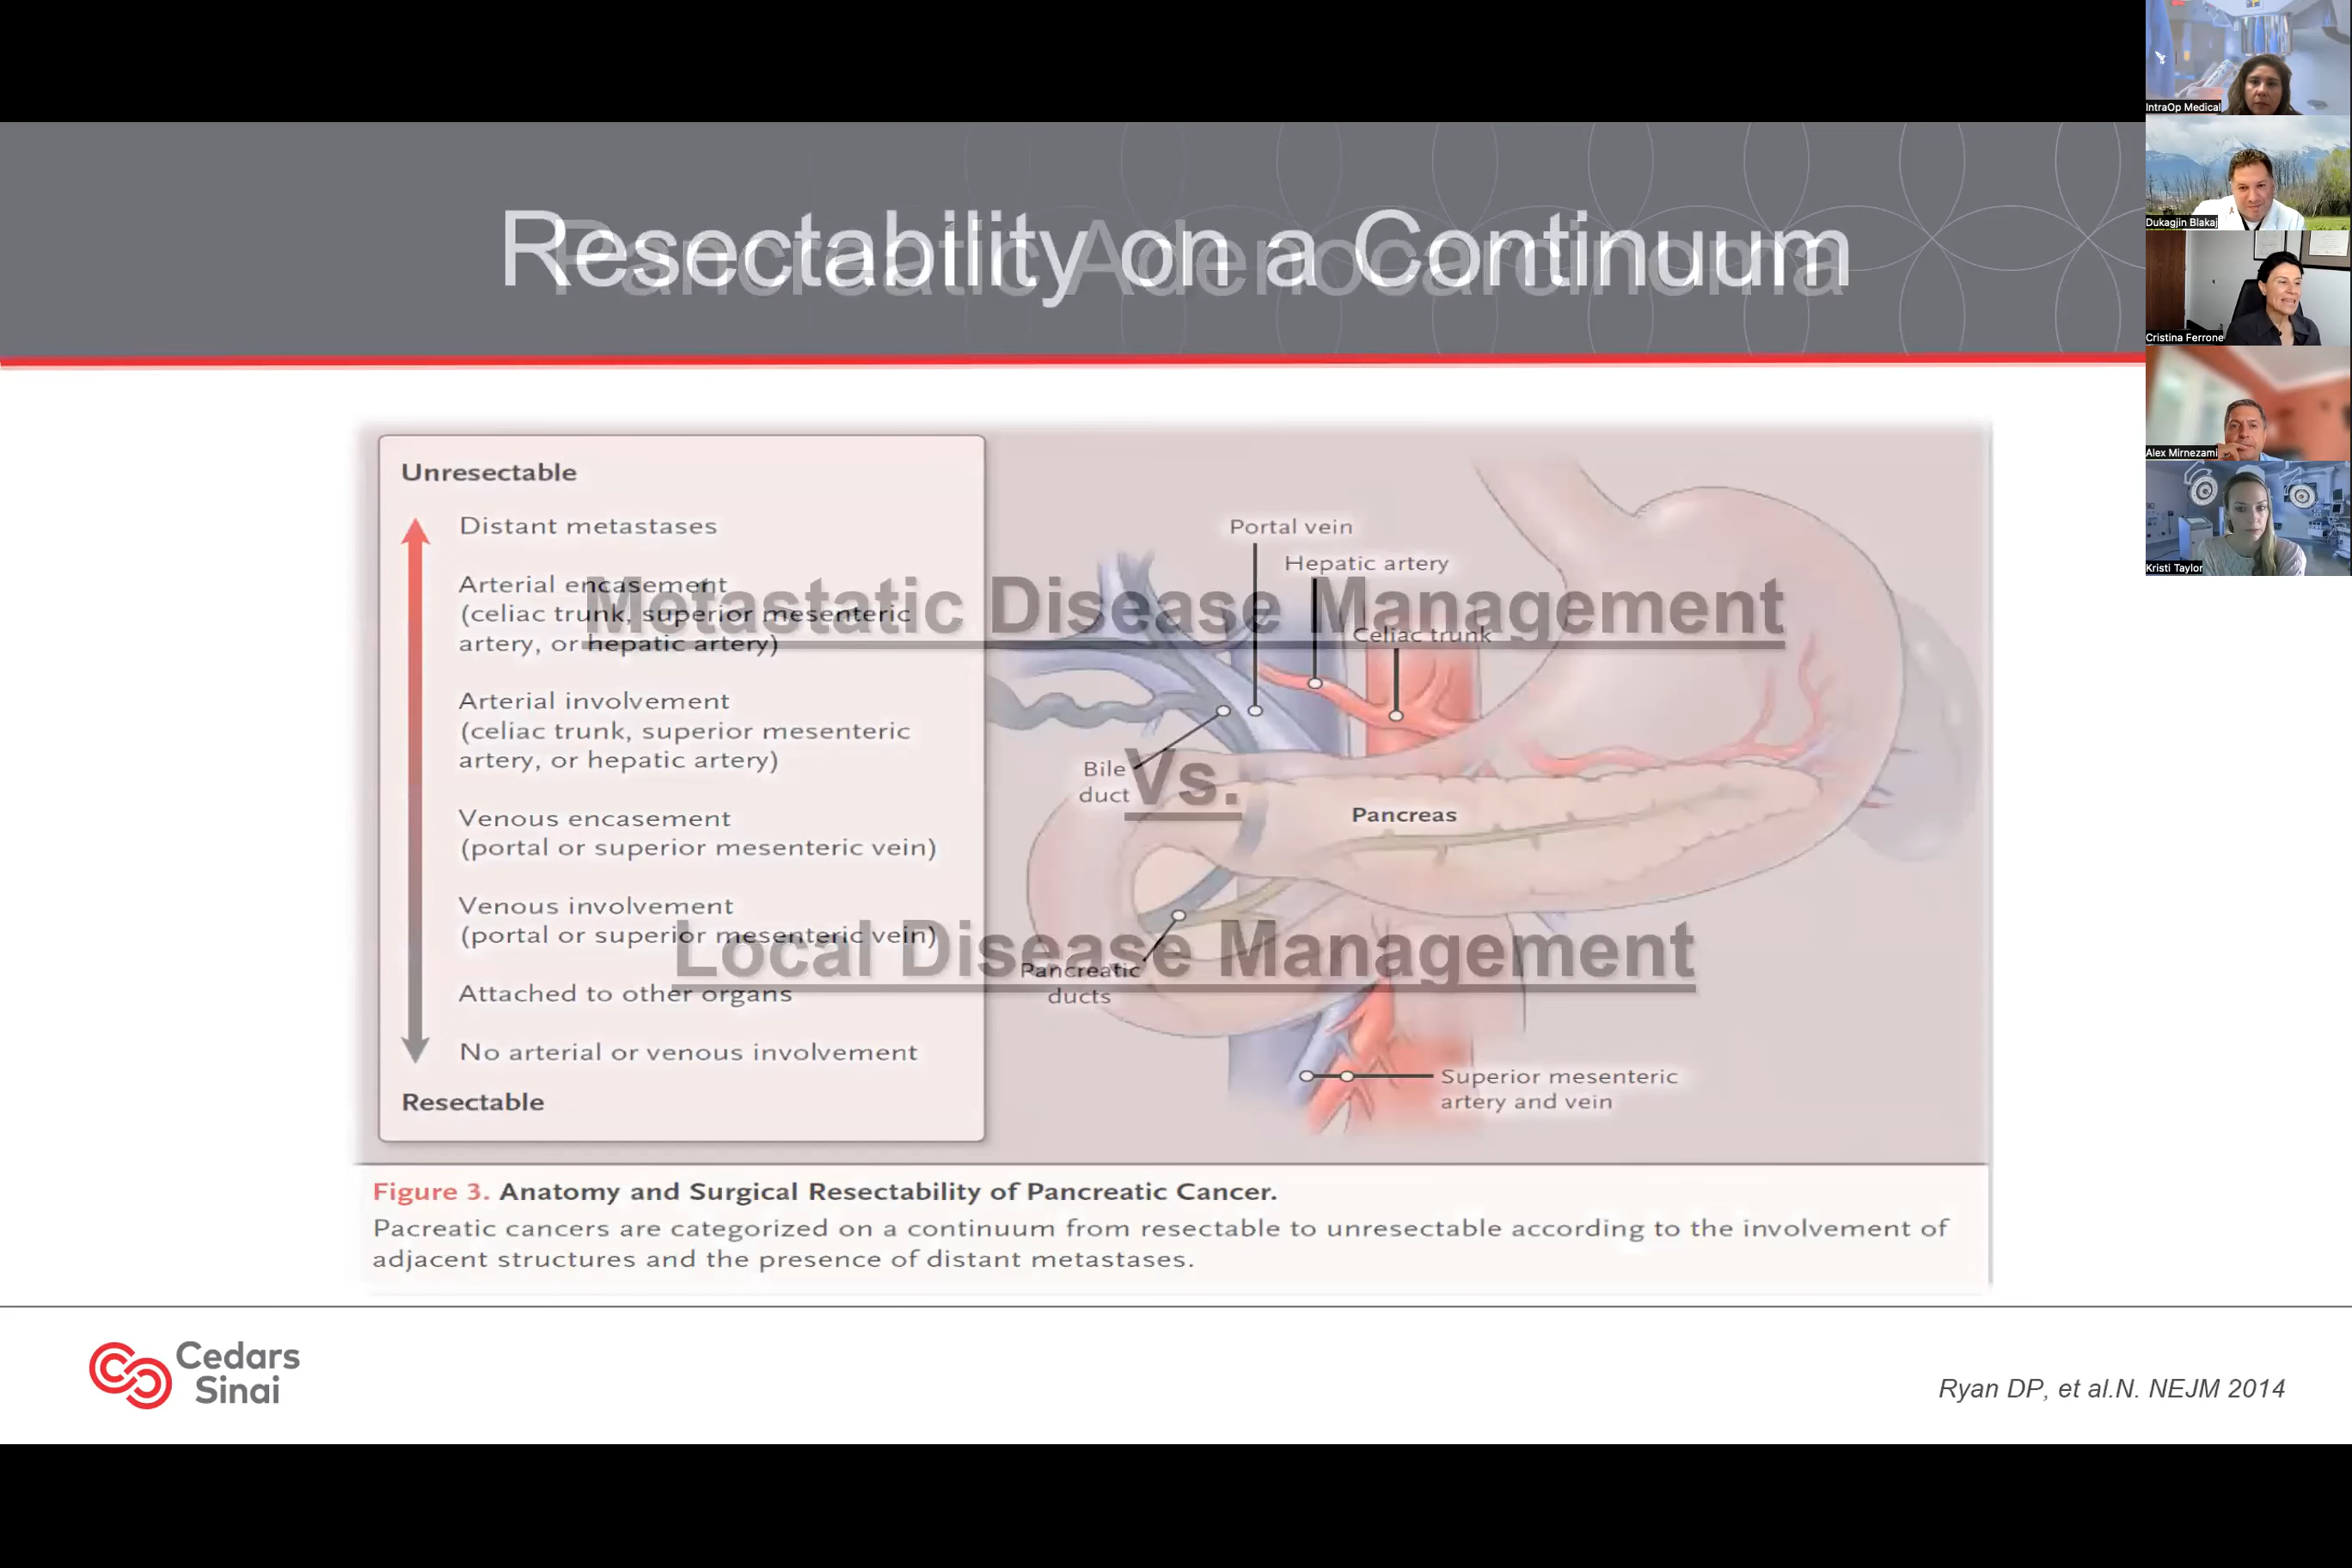 Resectability on a Continuum
Pancreatic Adenocarcinoma
Unresectable
Distant metastases
Arterial encasement
(celiac trunk, superior mesenteric
artery, or hepatic artery)
Arterial involvement
(celiac trunk, superior mesenteric
artery, or hepatic artery)
Venous encasement
(portal or superior mesenteric vein)
Venous involvement
(portal or superior mesenteric vein)
Attached to other organs
No arterial or venous involvement
Resectable
Metastatic Disease Management
Vs.
Local Disease Management
Portal vein
Hepatic artery
Celiac trunk
Bile
duct
Pancreas
Pancreatic
ducts
Superior mesenteric
artery and vein
Figure 3. Anatomy and Surgical Resectability of Pancreatic Cancer.
Pacreatic cancers are categorized on a continuum from resectable to unresectable according to the involvement of
adjacent structures and the presence of distant metastases.
Cedars
Sinai
Ryan DP, et al.N. NEJM 2014
IntraOp Medical
Dukagjin Blakaj
Cristina Ferrone
Alex Mirnezami
Kristi Taylor